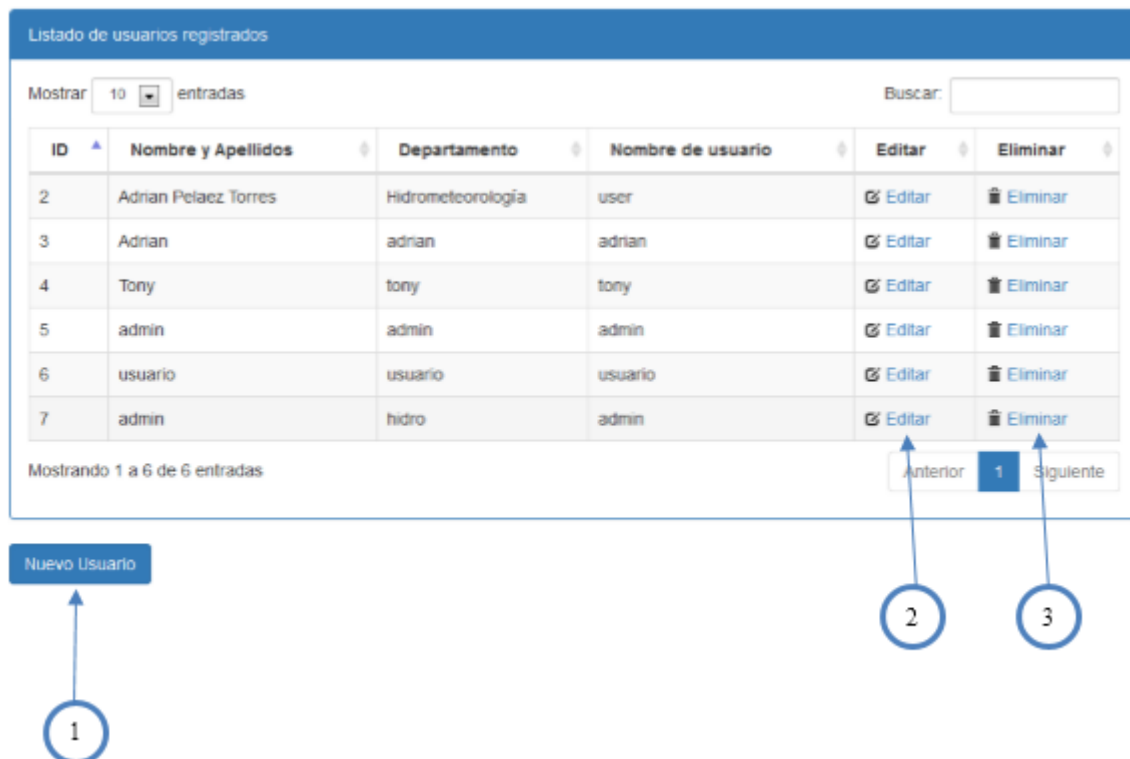 Listado de usuarios registrados
Mostrar 10 entradas Buscar:
ID Nombre y Apellidos Departamento Nombre de usuario Editar Eliminar
2 Adrian Pelaez Torres Hidrometeorología user Editar Eliminar
3 Adrian adrian adrian Editar Eliminar
4 Tony tony tony Editar Eliminar
5 admin admin admin Editar Eliminar
6 usuario usuario usuario Editar Eliminar
7 admin hidro admin Editar Eliminar
Mostrando 1 a 6 de 6 entradas Anterior 1 Siguiente
Nuevo Usuario
2 3
1